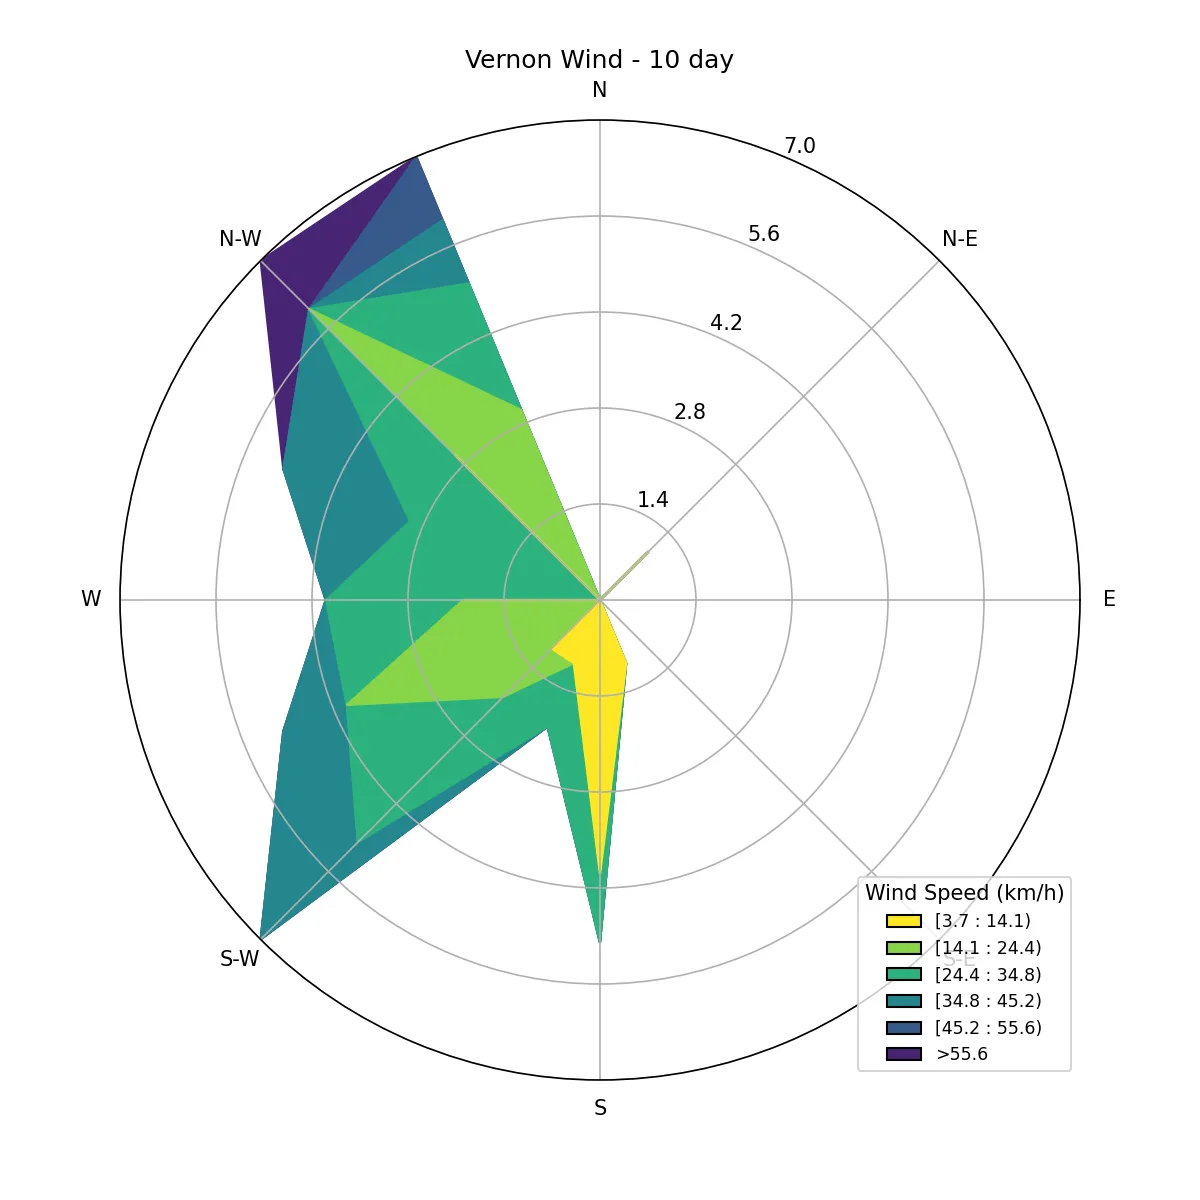 Vernon Wind - 10 day
N
7.0
N-W
5.6
N-E
4.2
2.8
1.4
W
E
S-W
S-E
Wind Speed (km/h)
[3.7 : 14.1)
[14.1 : 24.4)
[24.4 : 34.8)
[34.8 : 45.2)
[45.2 : 55.6)
>55.6
S